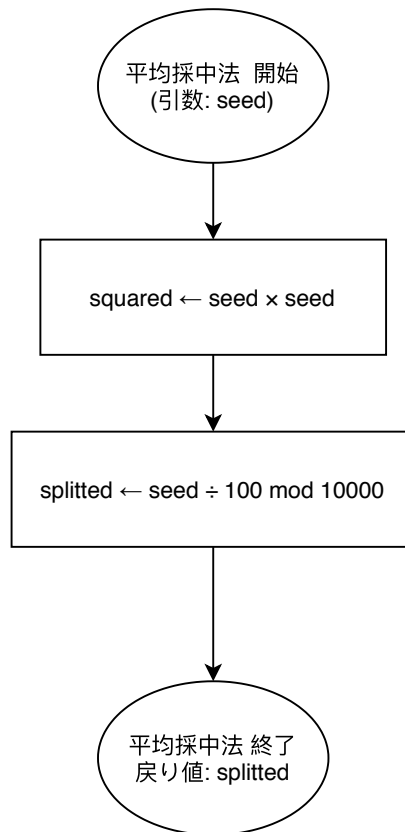 平均採中法 開始
(引数: seed)
squared ← seed × seed
splitted ← seed ÷ 100 mod 10000
平均採中法 終了
戻り値: splitted